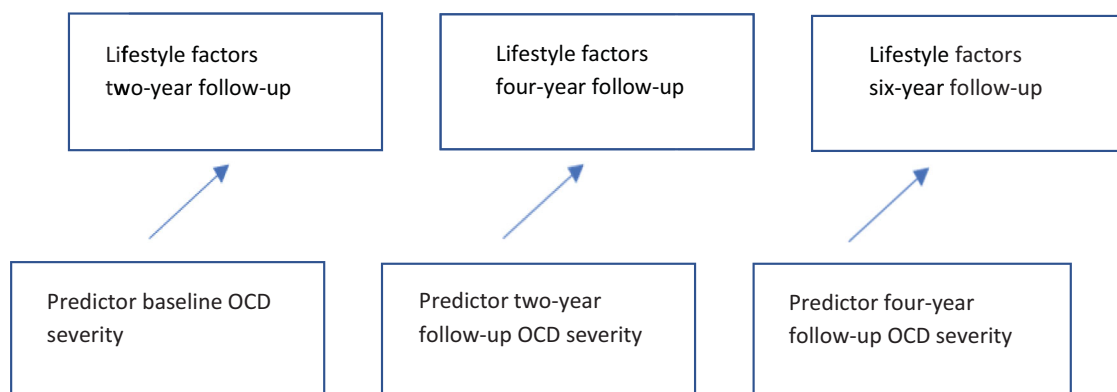 Lifestyle factors
two-year follow-up
Lifestyle factors
four-year follow-up
Lifestyle factors
six-year follow-up
Predictor baseline OCD
severity
Predictor two-year
follow-up OCD severity
Predictor four-year
follow-up OCD severity